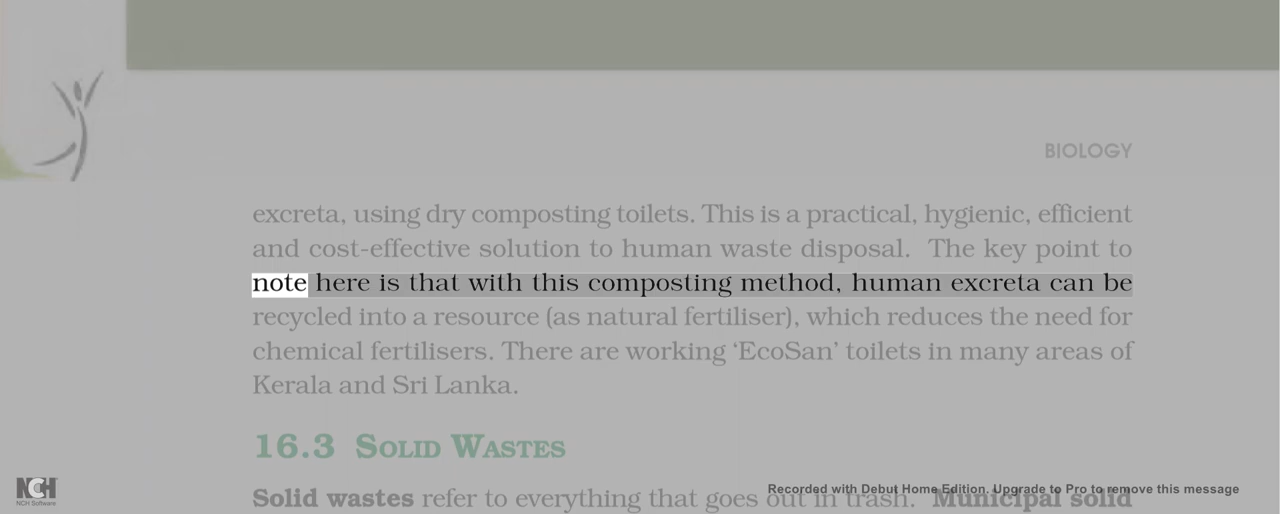 BIOLOGY
excreta, using dry composting toilets. This is a practical, hygienic, efficient
and cost-effective solution to human waste disposal. The key point to
note here is that with this composting method, human excreta can be
recycled into a resource (as natural fertiliser), which reduces the need for
chemical fertilisers. There are working ‘EcoSan’ toilets in many areas of
Kerala and Sri Lanka.
16.3 SOLID WASTES
Solid wastes refer to everything that goes out in trash. Municipal solid
Recorded with Debut Home Edition. Upgrade to Pro to remove this message
NCH
NCH Software